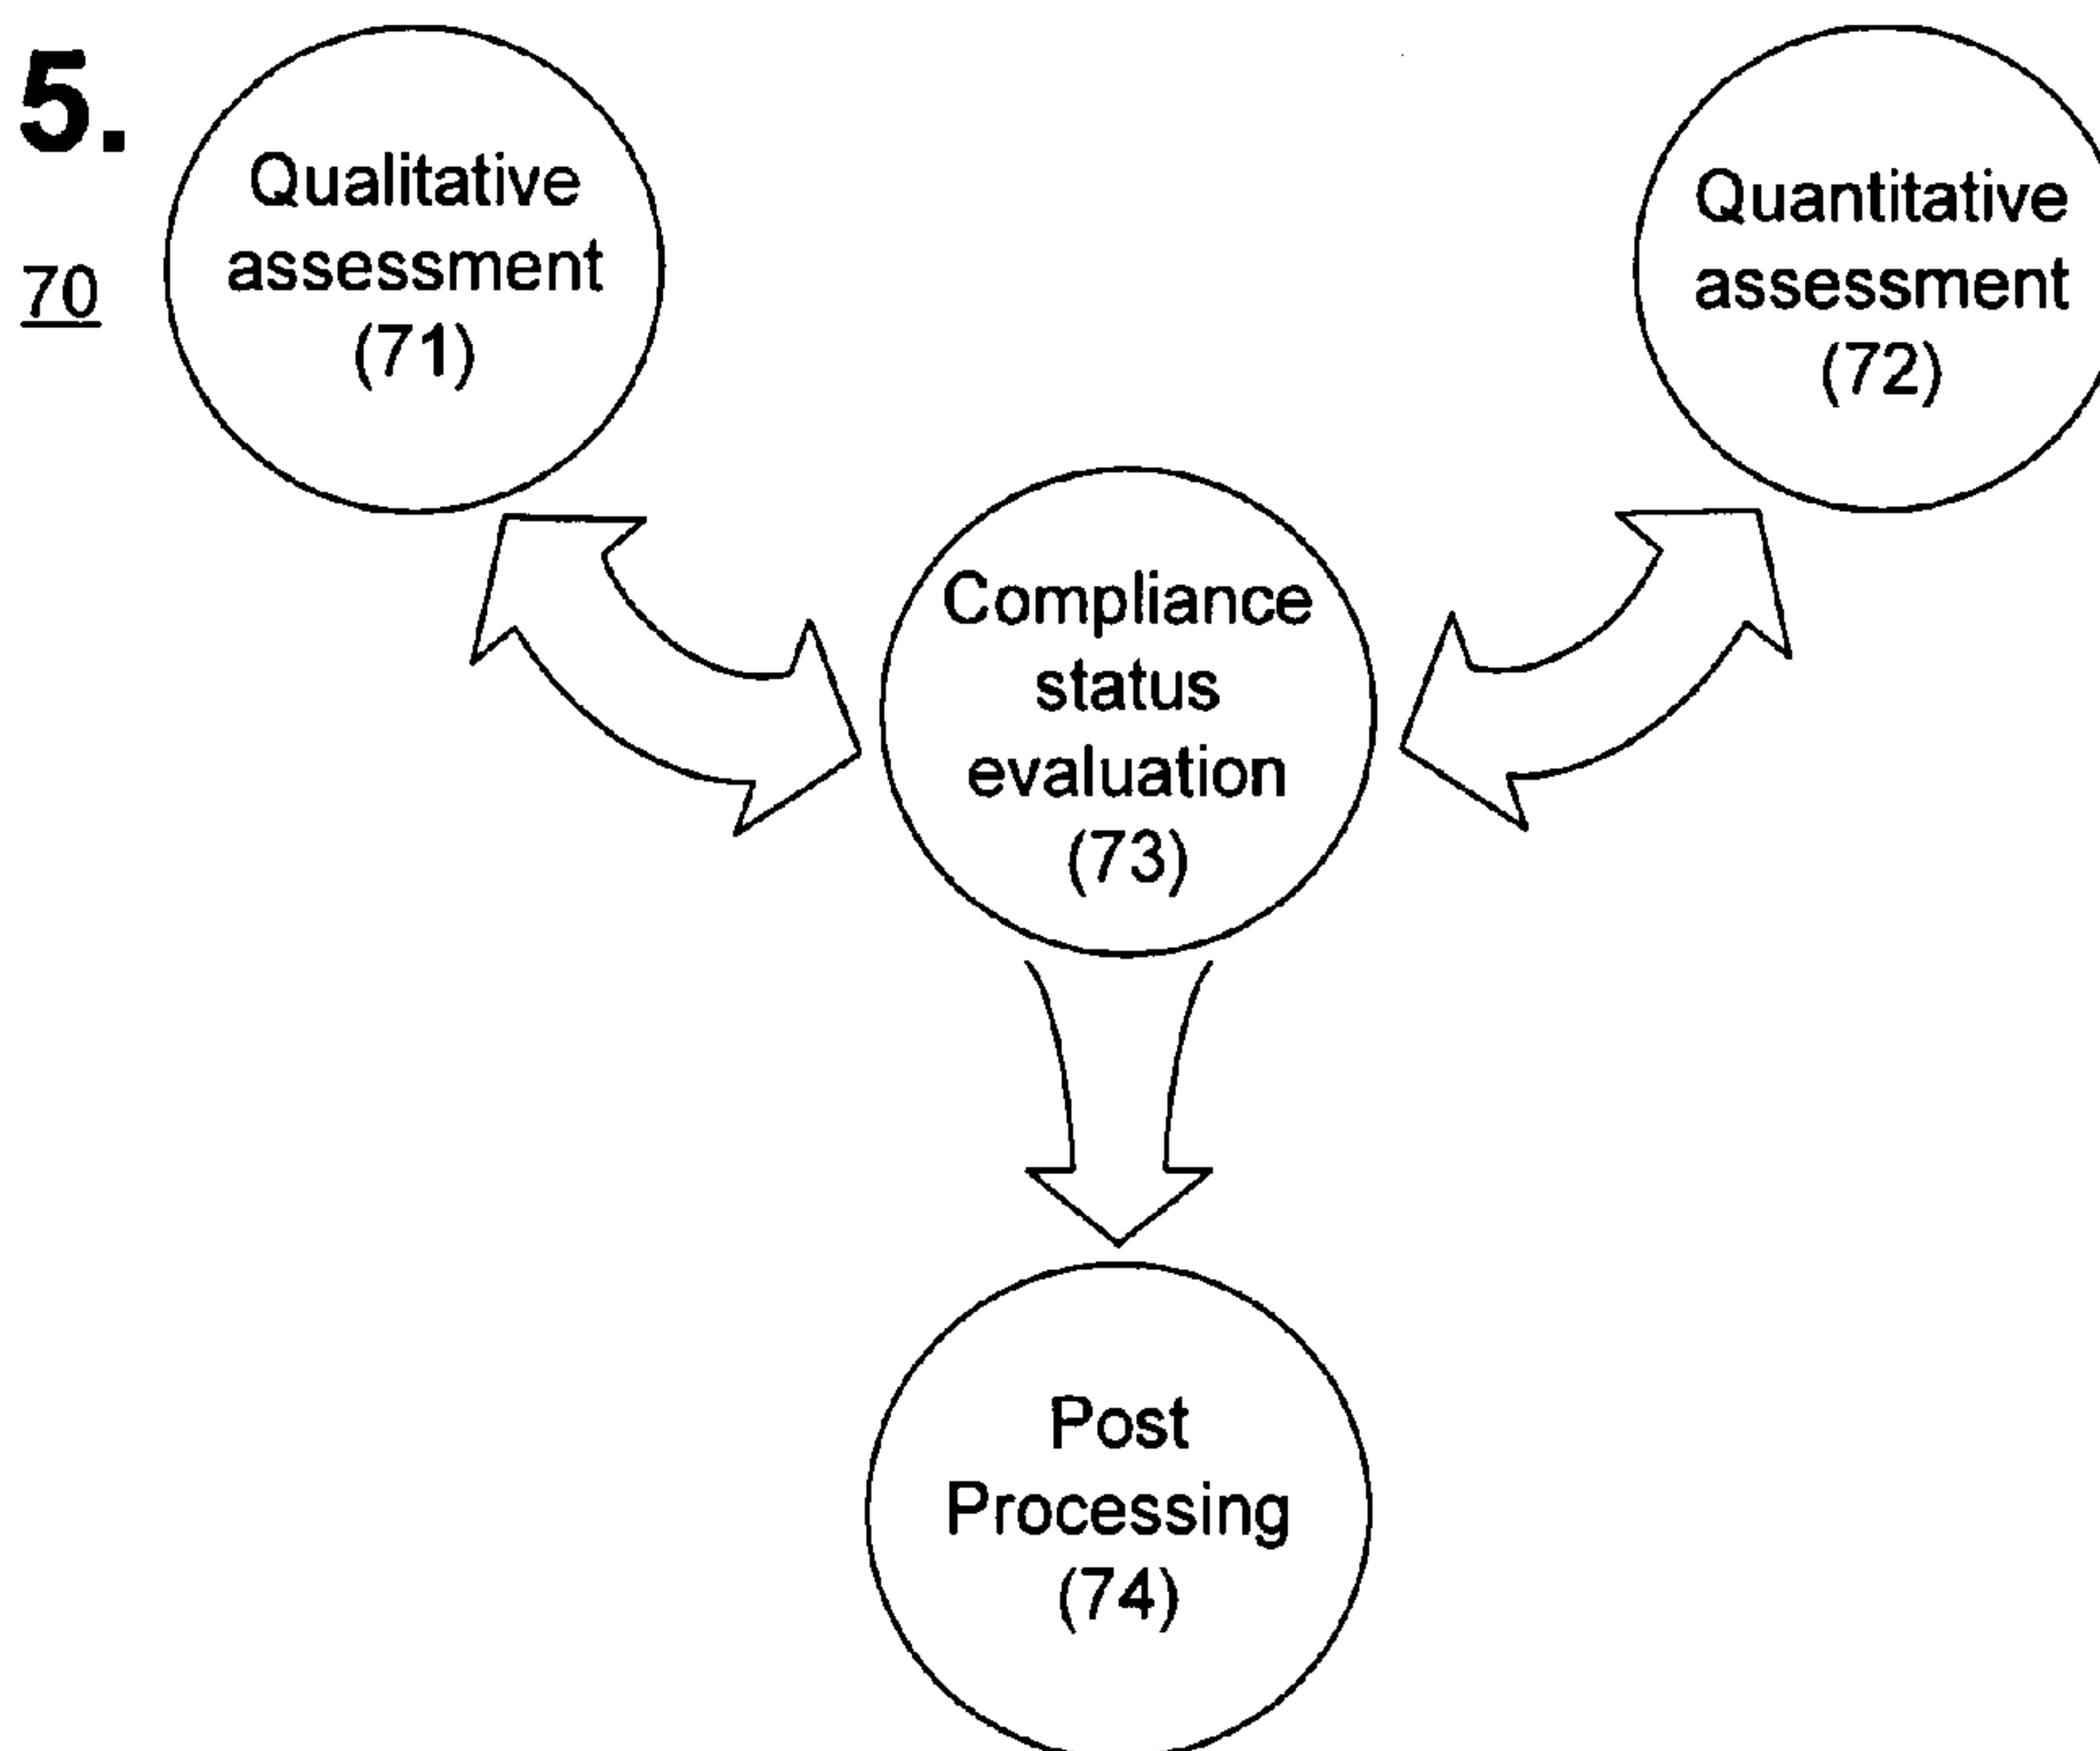 5.
70
Qualitative
assessment
(71)
Quantitative
assessment
(72)
Compliance
status
evaluation
(73)
Post
Processing
(74)